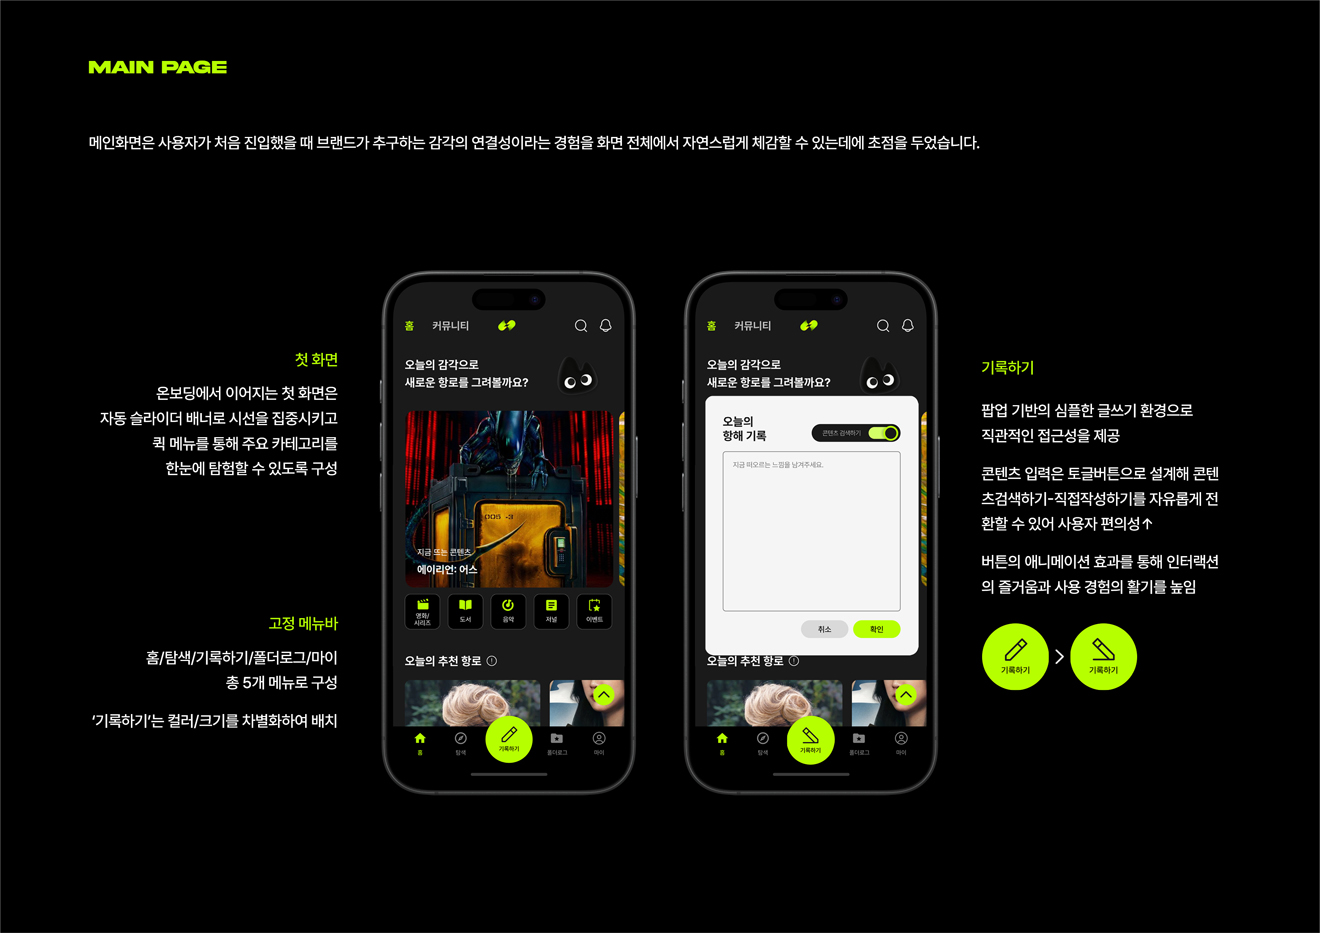 MAIN PAGE
메인화면은 사용자가 처음 진입했을 때 브랜드가 추구하는 감각의 연결성이라는 경험을 화면 전체에서 자연스럽게 체감할 수 있는데에 초점을 두었습니다.
첫 화면
온보딩에서 이어지는 첫 화면은
자동 슬라이더 배너로 시선을 집중시키고
퀵 메뉴를 통해 주요 카테고리를
한눈에 탐험할 수 있도록 구성
고정 메뉴바
홈/탐색/기록하기/폴더로그/마이
총 5개 메뉴로 구성
‘기록하기’는 컬러/크기를 차별화하여 배치
홈 커뮤니티
오늘의 감각으로
새로운 항로를 그려볼까요?
005 -3
지금 뜨는 콘텐츠
에이리언: 어스
영화/
시리즈
도서
음악
저널
이벤트
오늘의 추천 항로
홈
탐색
기록하기
폴더로그
마이
홈 커뮤니티
오늘의 감각으로
새로운 항로를 그려볼까요?
오늘의
항해 기록
콘텐츠 검색하기
지금 떠오르는 느낌을 남겨주세요.
취소
확인
오늘의 추천 항로
홈
탐색
기록하기
폴더로그
마이
기록하기
팝업 기반의 심플한 글쓰기 환경으로
직관적인 접근성을 제공
콘텐츠 입력은 토글버튼으로 설계해 콘텐
츠검색하기-직접작성하기를 자유롭게 전
환할 수 있어 사용자 편의성↑
버튼의 애니메이션 효과를 통해 인터랙션
의 즐거움과 사용 경험의 활기를 높임
기록하기
기록하기